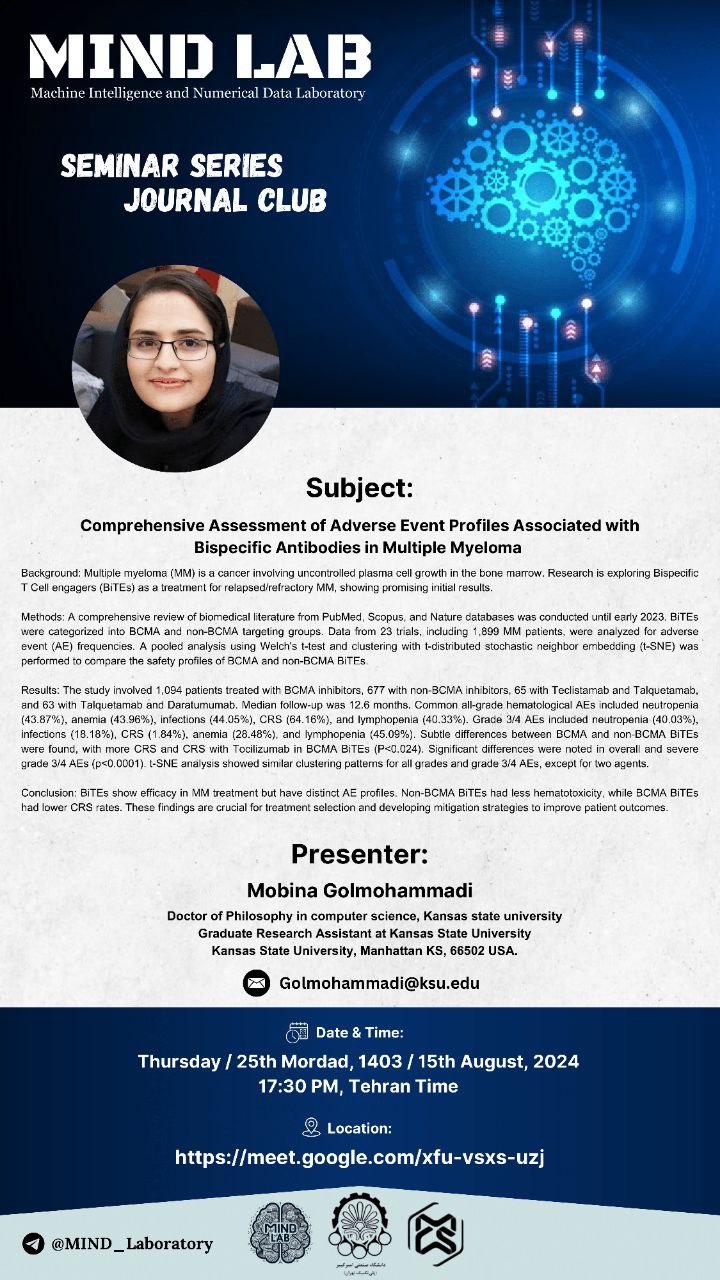 MIND LAB
Machine Intelligence and Numerical Data Laboratory
SEMINAR SERIES
JOURNAL CLUB
Subject:
Comprehensive Assessment of Adverse Event Profiles Associated with
Bispecific Antibodies in Multiple Myeloma
Background: Multiple myeloma (MM) is a cancer involving uncontrolled plasma cell growth in the bone marrow. Research is exploring Bispecific
T Cell engagers (BiTEs) as a treatment for relapsed/refractory MM, showing promising initial results.
Methods: A comprehensive review of biomedical literature from PubMed, Scopus, and Nature databases was conducted until early 2023. BiTEs
were categorized into BCMA and non-BCMA targeting groups. Data from 23 trials, including 1,899 MM patients, were analyzed for adverse
event (AE) frequencies. A pooled analysis using Welch's t-test and clustering with t-distributed stochastic neighbor embedding (t-SNE) was
performed to compare the safety profiles of BCMA and non-BCMA BiTEs.
Results: The study involved 1,094 patients treated with BCMA inhibitors, 677 with non-BCMA inhibitors, 65 with Teclistamab and Talquetamab,
and 63 with Talquetamab and Daratumumab. Median follow-up was 12.6 months. Common all-grade hematological AEs included neutropenia
(43.87%), anemia (43.96%), infections (44.05%), CRS (64.16%), and lymphopenia (40.33%). Grade 3/4 AEs included neutropenia (40.03%),
infections (18.18%), CRS (1.84%), anemia (28.48%), and lymphopenia (45.09%). Subtle differences between BCMA and non-BCMA BiTEs
were found, with more CRS and CRS with Tocilizumab in BCMA BiTEs (P<0.024). Significant differences were noted in overall and severe
grade 3/4 AEs (p<0.0001). t-SNE analysis showed similar clustering patterns for all grades and grade 3/4 AEs, except for two agents.
Conclusion: BiTEs show efficacy in MM treatment but have distinct AE profiles. Non-BCMA BiTEs had less hematotoxicity, while BCMA BiTEs
had lower CRS rates. These findings are crucial for treatment selection and developing mitigation strategies to improve patient outcomes.
Presenter:
Mobina Golmohammadi
Doctor of Philosophy in computer science, Kansas state university
Graduate Research Assistant at Kansas State University
Kansas State University, Manhattan KS, 66502 USA.
Golmohammadi@ksu.edu
Date & Time:
Thursday / 25th Mordad, 1403 / 15th August, 2024
17:30 PM, Tehran Time
Location:
https://meet.google.com/xfu-vsxs-uzj
@MIND_Laboratory
MIND
LAB
دانشگاه صنعتی امیرکبیر
(پلی‌تکنیک تهران)